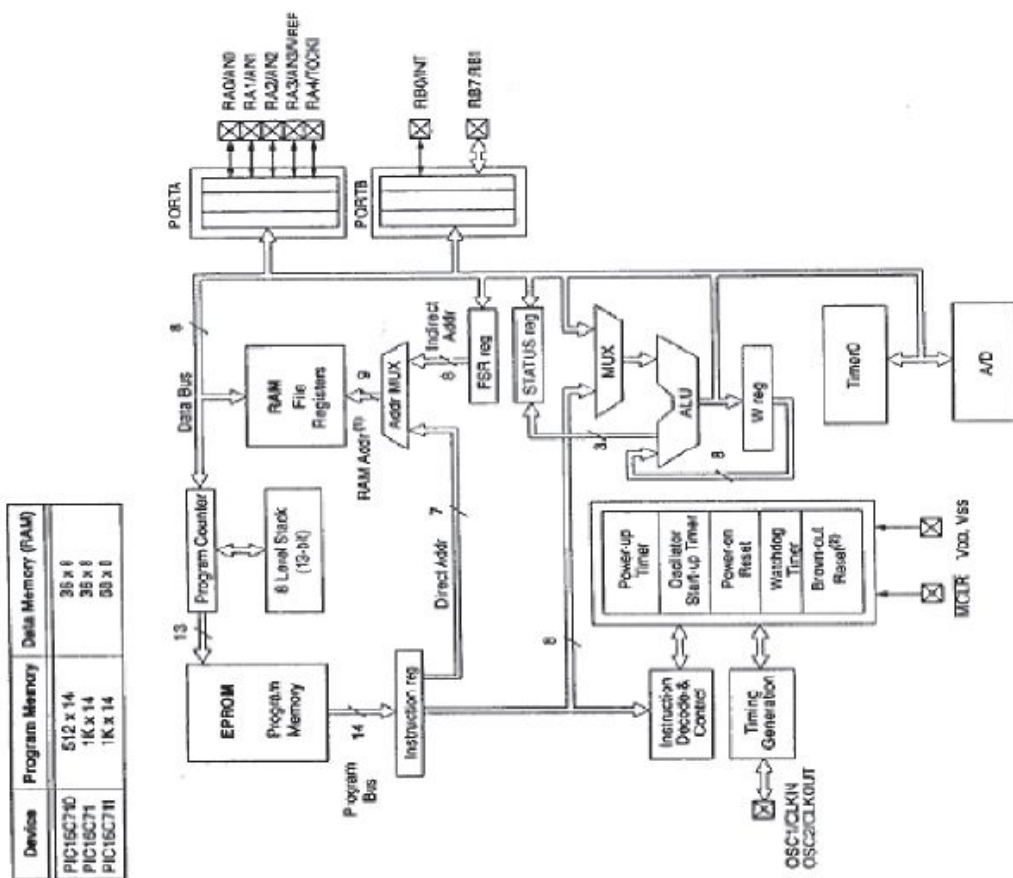 Device Program Memory Data Memory (RAM)
PIC16C710 512 x 14 36 x 8
PIC16C71 1K x 14 36 x 8
PIC16C711 1K x 14 68 x 8
EPROM
Program
Memory
13
Program Counter
8 Level Stack
(13-bit)
Data Bus
8
RAM
File
Registers
RAM Addr(1)
9
Addr MUX
Program
Bus
14
Instruction reg
Direct Addr
7
8
Indirect
Addr
FSR reg
STATUS reg
8
3
MUX
ALU
W reg
8
Instruction
Decode &
Control
Timing
Generation
OSC1/CLKIN
OSC2/CLKOUT
Power-up
Timer
Oscillator
Start-up Timer
Power-on
Reset
Watchdog
Timer
Brown-out
Reset(2)
MCLR
VDD, VSS
Timer0
A/D
PORTA
RA0/AN0
RA1/AN1
RA2/AN2
RA3/AN3/VREF
RA4/T0CKI
PORTB
RB0/INT
RB7:RB1